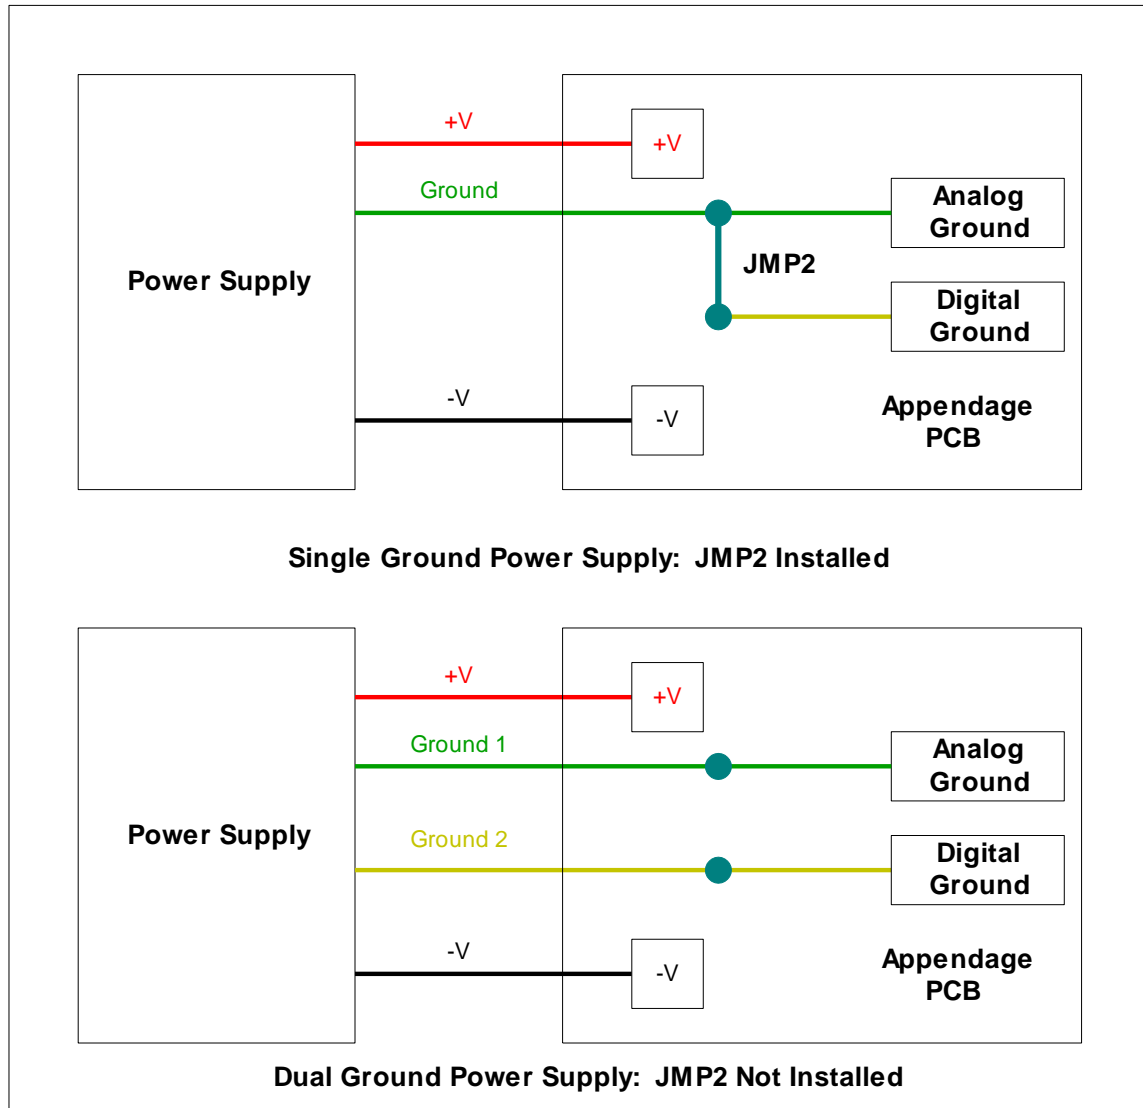 +V
+V
Ground
Analog
Ground
Power Supply
JMP2
Digital
Ground
-V
-V
Appendage
PCB
Single Ground Power Supply:  JMP2 Installed
+V
+V
Ground 1
Analog
Ground
Power Supply
Ground 2
Digital
Ground
-V
-V
Appendage
PCB
Dual Ground Power Supply:  JMP2 Not Installed